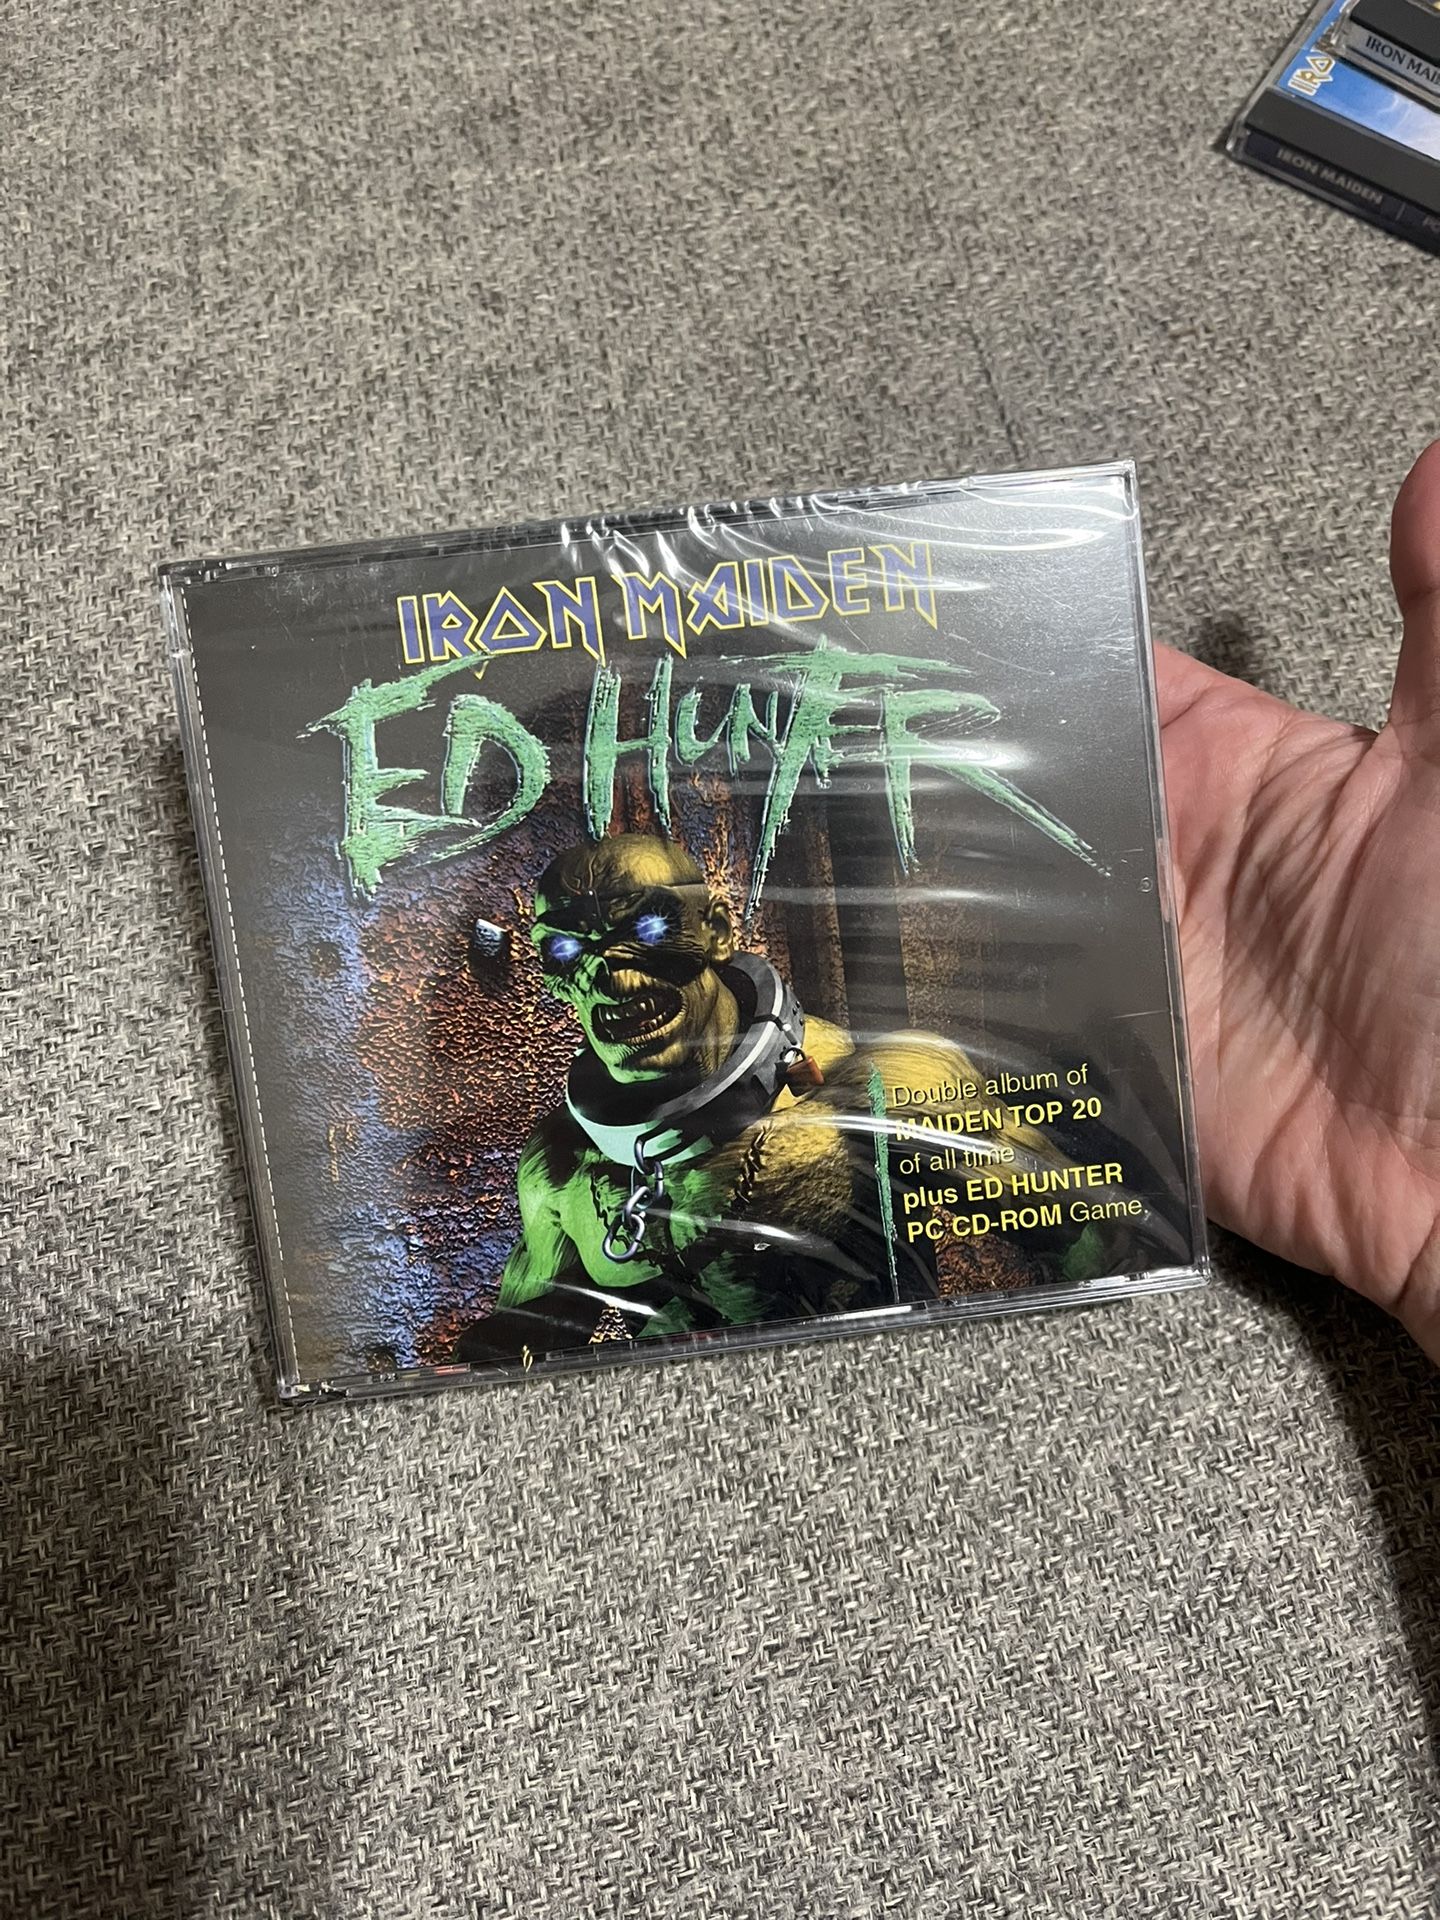 IRON MAIDEN
ED HUNTER
Double album of
MAIDEN TOP 20
of all time
plus ED HUNTER
PC CD-ROM Game.
IRON MAI
IRON MAIDEN